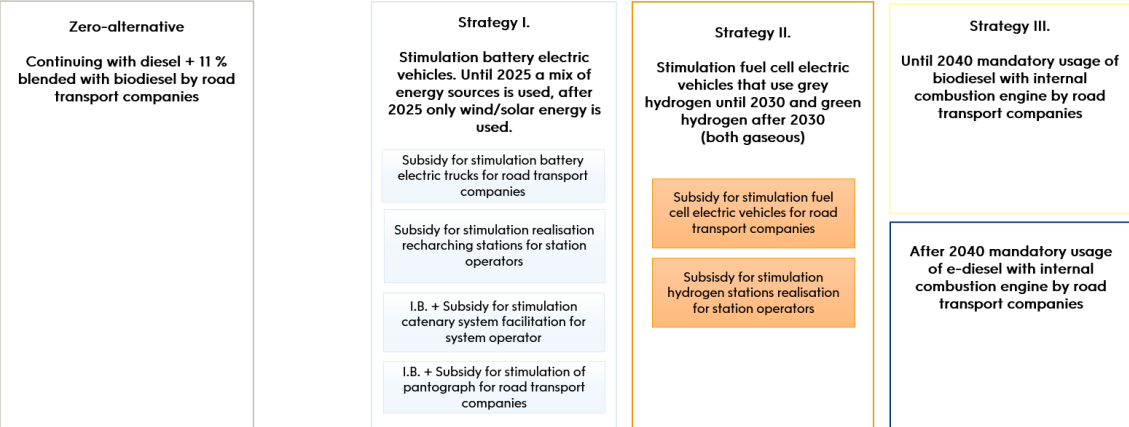 Zero-alternative
Continuing with diesel + 11 %
blended with biodiesel by road
transport companies
Strategy I.
Stimulation battery electric
vehicles. Until 2025 a mix of
energy sources is used, after
2025 only wind/solar energy is
used.
Subsidy for stimulation battery
electric trucks for road transport
companies
Subsidy for stimulation realisation
recharching stations for station
operators
I.B. + Subsidy for stimulation
catenary system facilitation for
system operator
I.B. + Subsidy for stimulation of
pantograph for road transport
companies
Strategy II.
Stimulation fuel cell electric
vehicles that use grey
hydrogen until 2030 and green
hydrogen after 2030
(both gaseous)
Subsidy for stimulation fuel
cell electric vehicles for road
transport companies
Subsisdy for stimulation
hydrogen stations realisation
for station operators
Strategy III.
Until 2040 mandatory usage of
biodiesel with internal
combustion engine by road
transport companies
After 2040 mandatory usage
of e-diesel with internal
combustion engine by road
transport companies